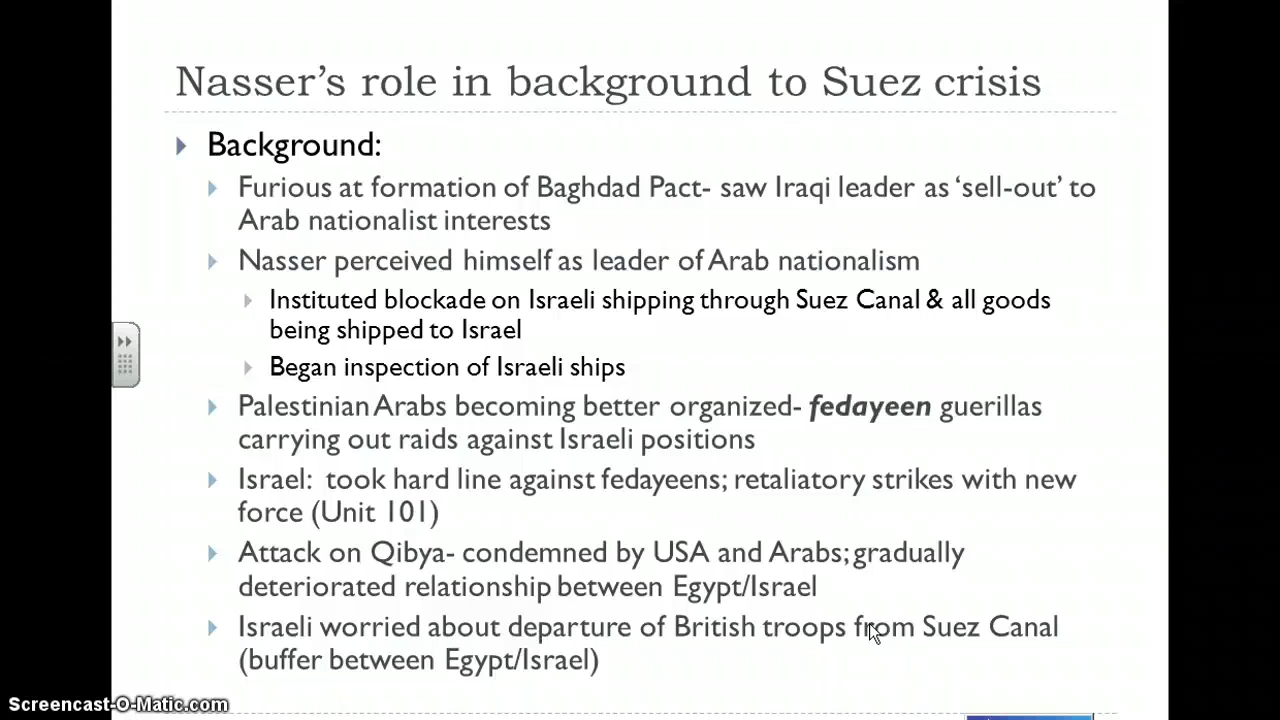 Nasser's role in background to Suez crisis
Background:
Furious at formation of Baghdad Pact- saw Iraqi leader as ‘sell-out’ to
Arab nationalist interests
Nasser perceived himself as leader of Arab nationalism
Instituted blockade on Israeli shipping through Suez Canal & all goods
being shipped to Israel
Began inspection of Israeli ships
Palestinian Arabs becoming better organized- fedayeen guerillas
carrying out raids against Israeli positions
Israel: took hard line against fedayeens; retaliatory strikes with new
force (Unit 101)
Attack on Qibya- condemned by USA and Arabs; gradually
deteriorated relationship between Egypt/Israel
Israeli worried about departure of British troops from Suez Canal
(buffer between Egypt/Israel)
Screencast-O-Matic.com